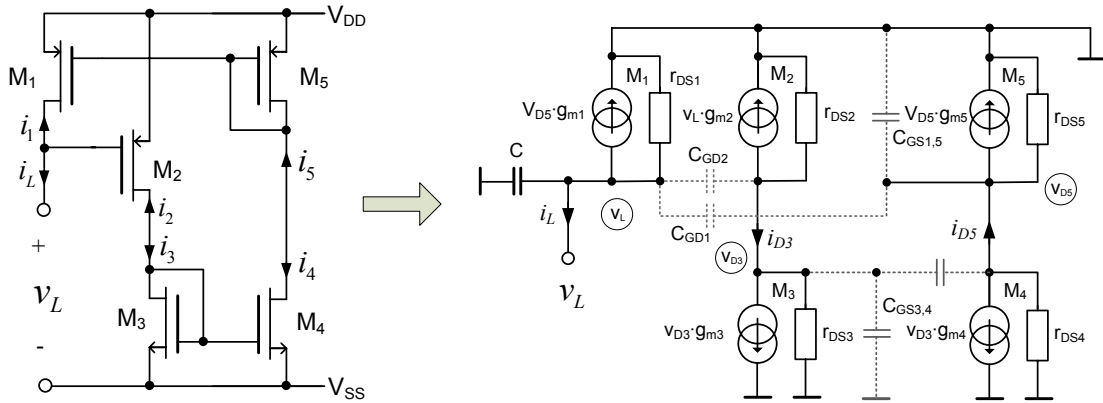 V_DD
M₁
M₅
i₁
i_L
M₂
i₅
i₂
i₃
i₄
+
v_L
-
M₃
M₄
V_SS
M₁
r_DS1
M₂
M₅
V_D5·g_m1
v_L·g_m2
r_DS2
V_D5·g_m5
r_DS5
C_GS1,5
C
C_GD2
i_L
v_L
C_GD1
v_D5
v_D3
i_D3
i_D5
v_L
M₃
C_GS3,4
M₄
v_D3·g_m3
r_DS3
v_D3·g_m4
r_DS4